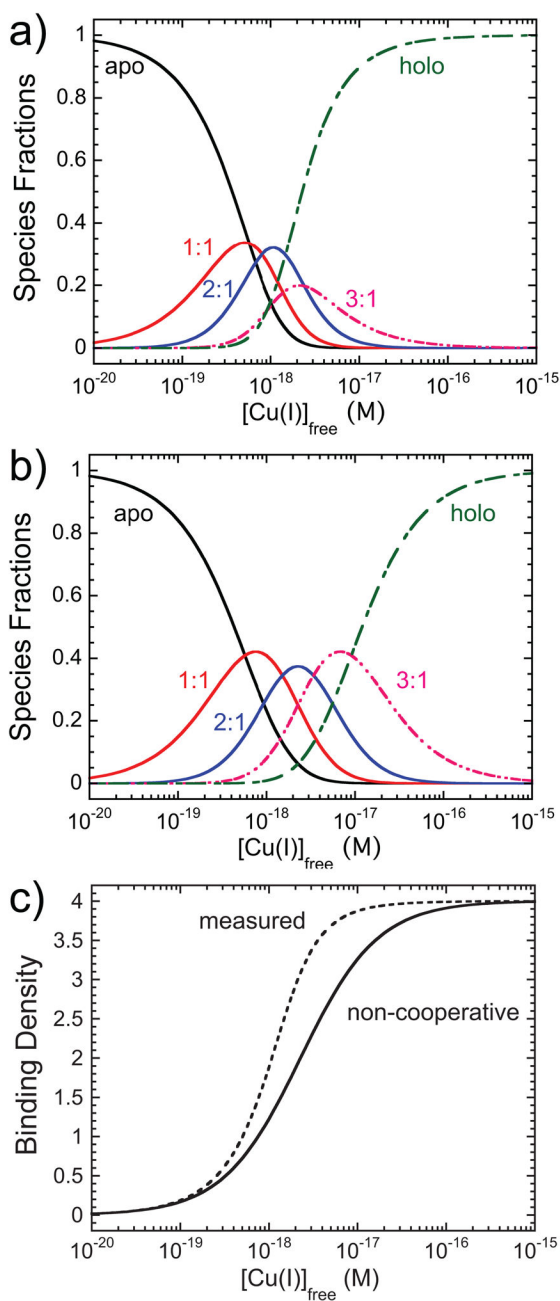 a)
apo
holo
1:1
2:1
3:1
Species Fractions
1
0.8
0.6
0.4
0.2
0
10⁻²⁰ 10⁻¹⁹ 10⁻¹⁸ 10⁻¹⁷ 10⁻¹⁶ 10⁻¹⁵
[Cu(I)]free (M)
b)
apo
holo
1:1
2:1
3:1
Species Fractions
1
0.8
0.6
0.4
0.2
0
10⁻²⁰ 10⁻¹⁹ 10⁻¹⁸ 10⁻¹⁷ 10⁻¹⁶ 10⁻¹⁵
[Cu(I)]free (M)
c)
measured
non-cooperative
Binding Density
4
3.5
3
2.5
2
1.5
1
0.5
0
10⁻²⁰ 10⁻¹⁹ 10⁻¹⁸ 10⁻¹⁷ 10⁻¹⁶ 10⁻¹⁵
[Cu(I)]free (M)